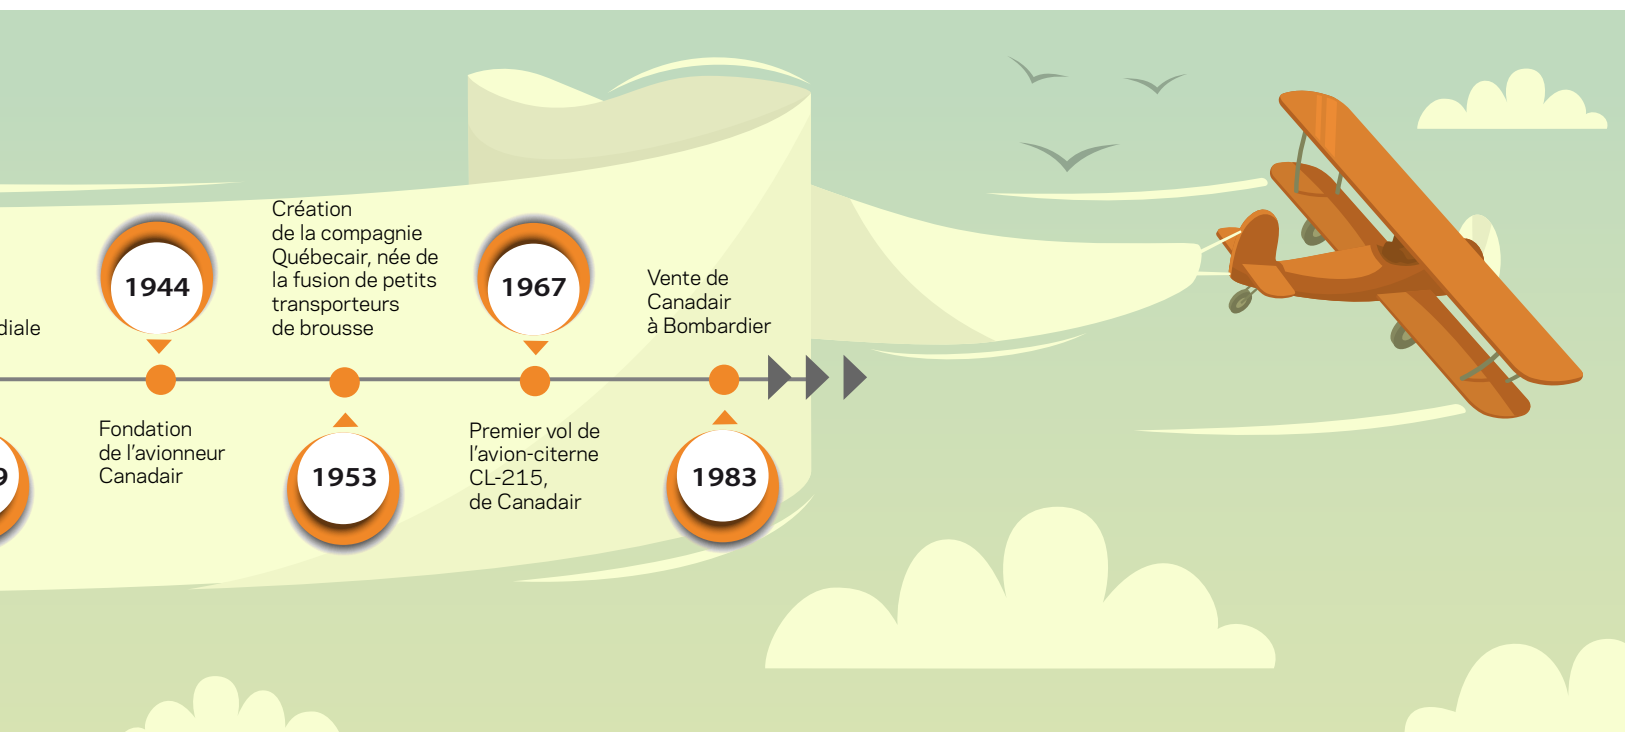 diale
9
1944
Fondation
de l'avionneur
Canadair
Création
de la compagnie
Québecair, née de
la fusion de petits
transporteurs
de brousse
1953
1967
Premier vol de
l'avion-citerne
CL-215,
de Canadair
Vente de
Canadair
à Bombardier
1983